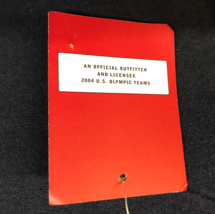 AN OFFICIAL OUTFITTER
AND LICENSEE
2004 U.S. OLYMPIC TEAMS